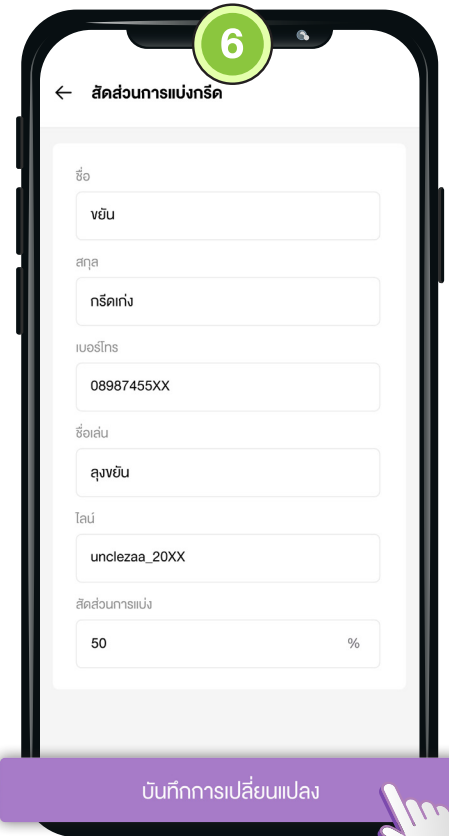 6
สัดส่วนการแบ่งกรีด
ชื่อ
ขยัน
สกุล
กรีดเก่ง
เบอร์โทร
08987455XX
ชื่อเล่น
ลุงขยัน
ไลน์
unclezaa_20XX
สัดส่วนการแบ่ง
50 %
บันทึกการเปลี่ยนแปลง